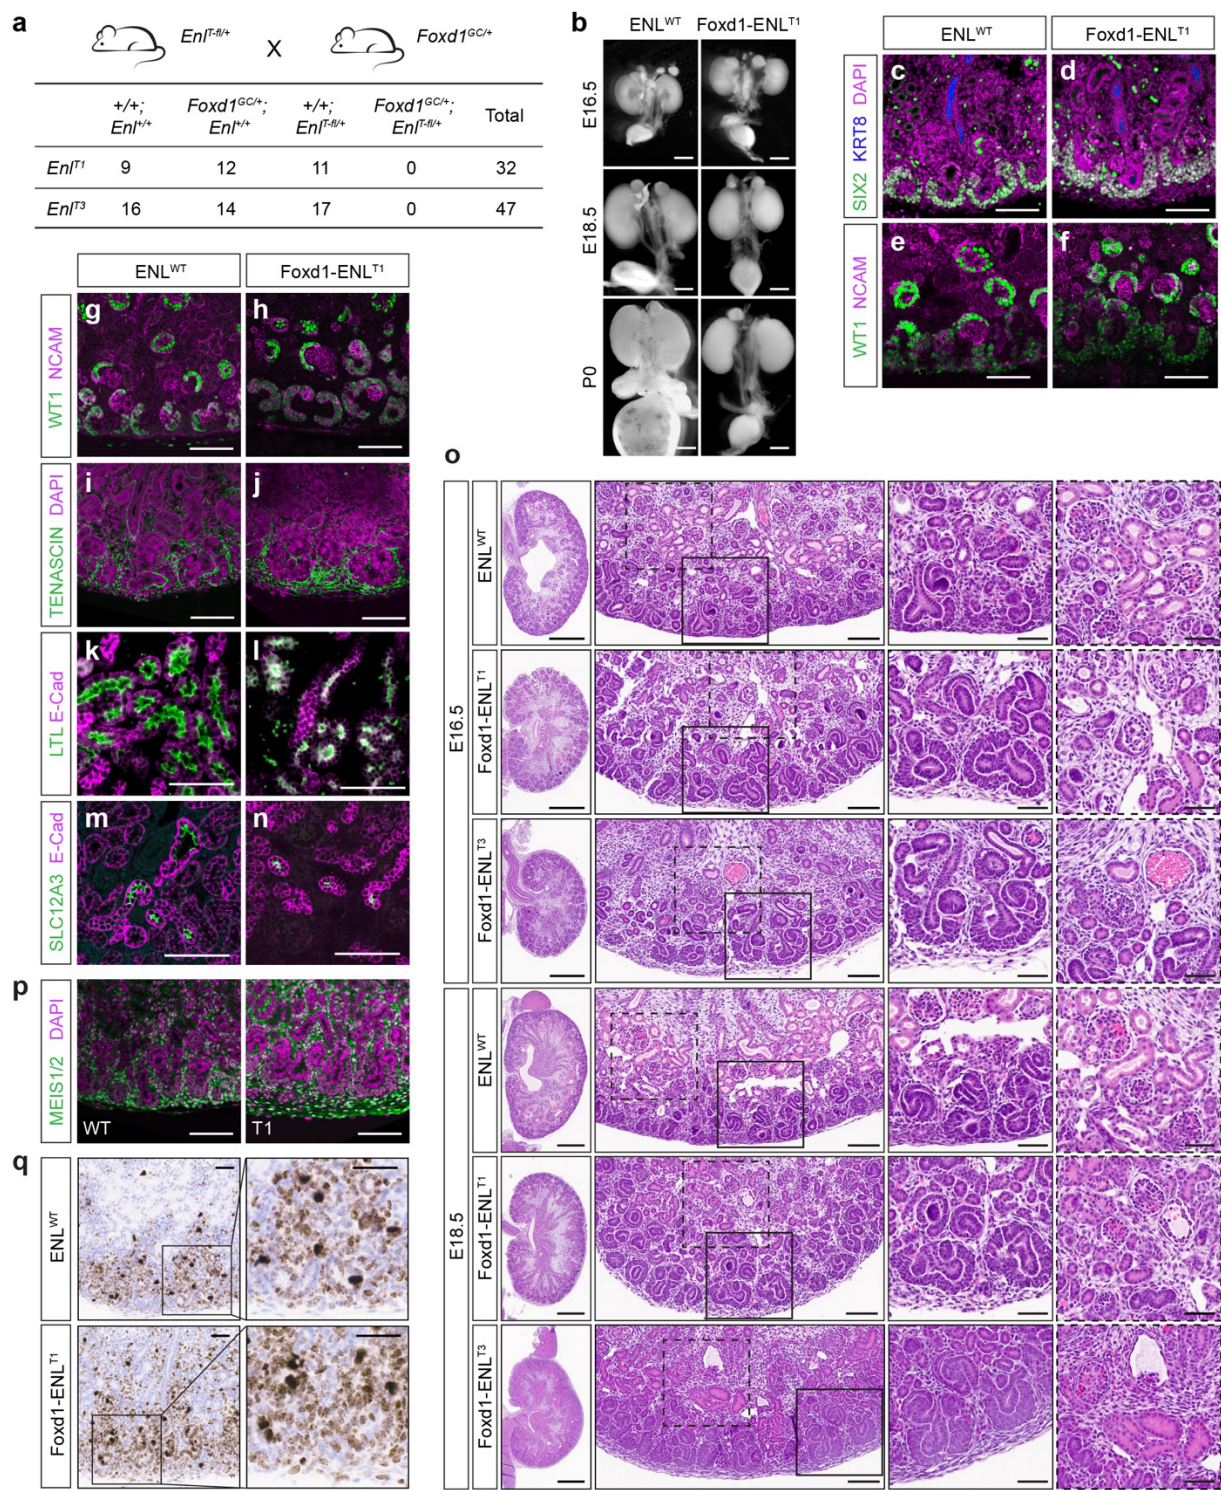 a
Enl^T-fl/+ X Foxd1^GC/+
+/+; Enl^+/+ Foxd1^GC/+; Enl^+/+ +/+; Enl^T-fl/+ Foxd1^GC/+; Enl^T-fl/+ Total
Enl^T1 9 12 11 0 32
Enl^T3 16 14 17 0 47
b
ENL^WT Foxd1-ENL^T1
E16.5
E18.5
P0
ENL^WT Foxd1-ENL^T1
SIX2 KRT8 DAPI
c d
WT1 NCAM
e f
ENL^WT Foxd1-ENL^T1
WT1 NCAM
g h
TENASCIN DAPI
i j
LTL E-Cad
k l
SLC12A3 E-Cad
m n
o
E16.5
ENL^WT
Foxd1-ENL^T1
Foxd1-ENL^T3
E18.5
ENL^WT
Foxd1-ENL^T1
Foxd1-ENL^T3
p
MEIS1/2 DAPI
WT T1
q
ENL^WT
Foxd1-ENL^T1